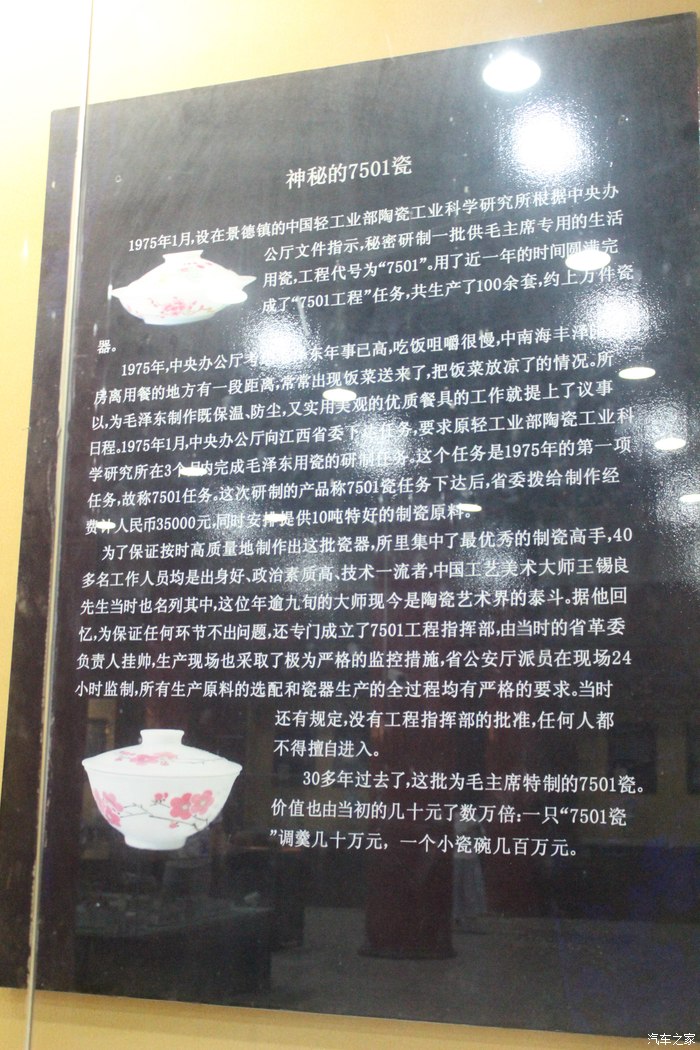 神秘的7501瓷
1975年1月,设在景德镇的中国轻工业部陶瓷工业科学研究所根据中央办
公厅文件指示,秘密研制一批供毛主席专用的生活
用瓷,工程代号为“7501”。用了近一年的时间圆满完
成了“7501工程”任务,共生产了100余套,约上万件瓷
器。
1975年,中央办公厅考 东年事已高,吃饭咀嚼很慢,中南海丰泽
房离用餐的地方有一段距离,常常出现饭菜送来了,把饭菜放凉了的情况。所
以,为毛泽东制作既保温、防尘,又实用美观的优质餐具的工作就提上了议事
日程。1975年1月,中央办公厅向江西省委下 任务,要求原轻工业部陶瓷工业科
学研究所在3个 内完成毛泽东用瓷的研制任务。这个任务是1975年的第一项
任务,故称7501任务。这次研制的产品称7501瓷任务下达后,省委拨给制作经
费 人民币35000元,同时安排提供10吨特好的制瓷原料。
为了保证按时高质量地制作出这批瓷器,所里集中了最优秀的制瓷高手,40
多名工作人员均是出身好、政治素质高、技术一流者,中国工艺美术大师王锡良
先生当时也名列其中,这位年逾九旬的大师现今是陶瓷艺术界的泰斗。据他回
忆,为保证任何环节不出问题,还专门成立了7501工程指挥部,由当时的省革委
负责人挂帅,生产现场也采取了极为严格的监控措施,省公安厅派员在现场24
小时监制,所有生产原料的选配和瓷器生产的全过程均有严格的要求。当时
还有规定,没有工程指挥部的批准,任何人都
不得擅自进入。
30多年过去了,这批为毛主席特制的7501瓷。
价值也由当初的几十元了数万倍:一只“7501瓷
”调羹几十万元，一个小瓷碗几百万元。
汽车之家